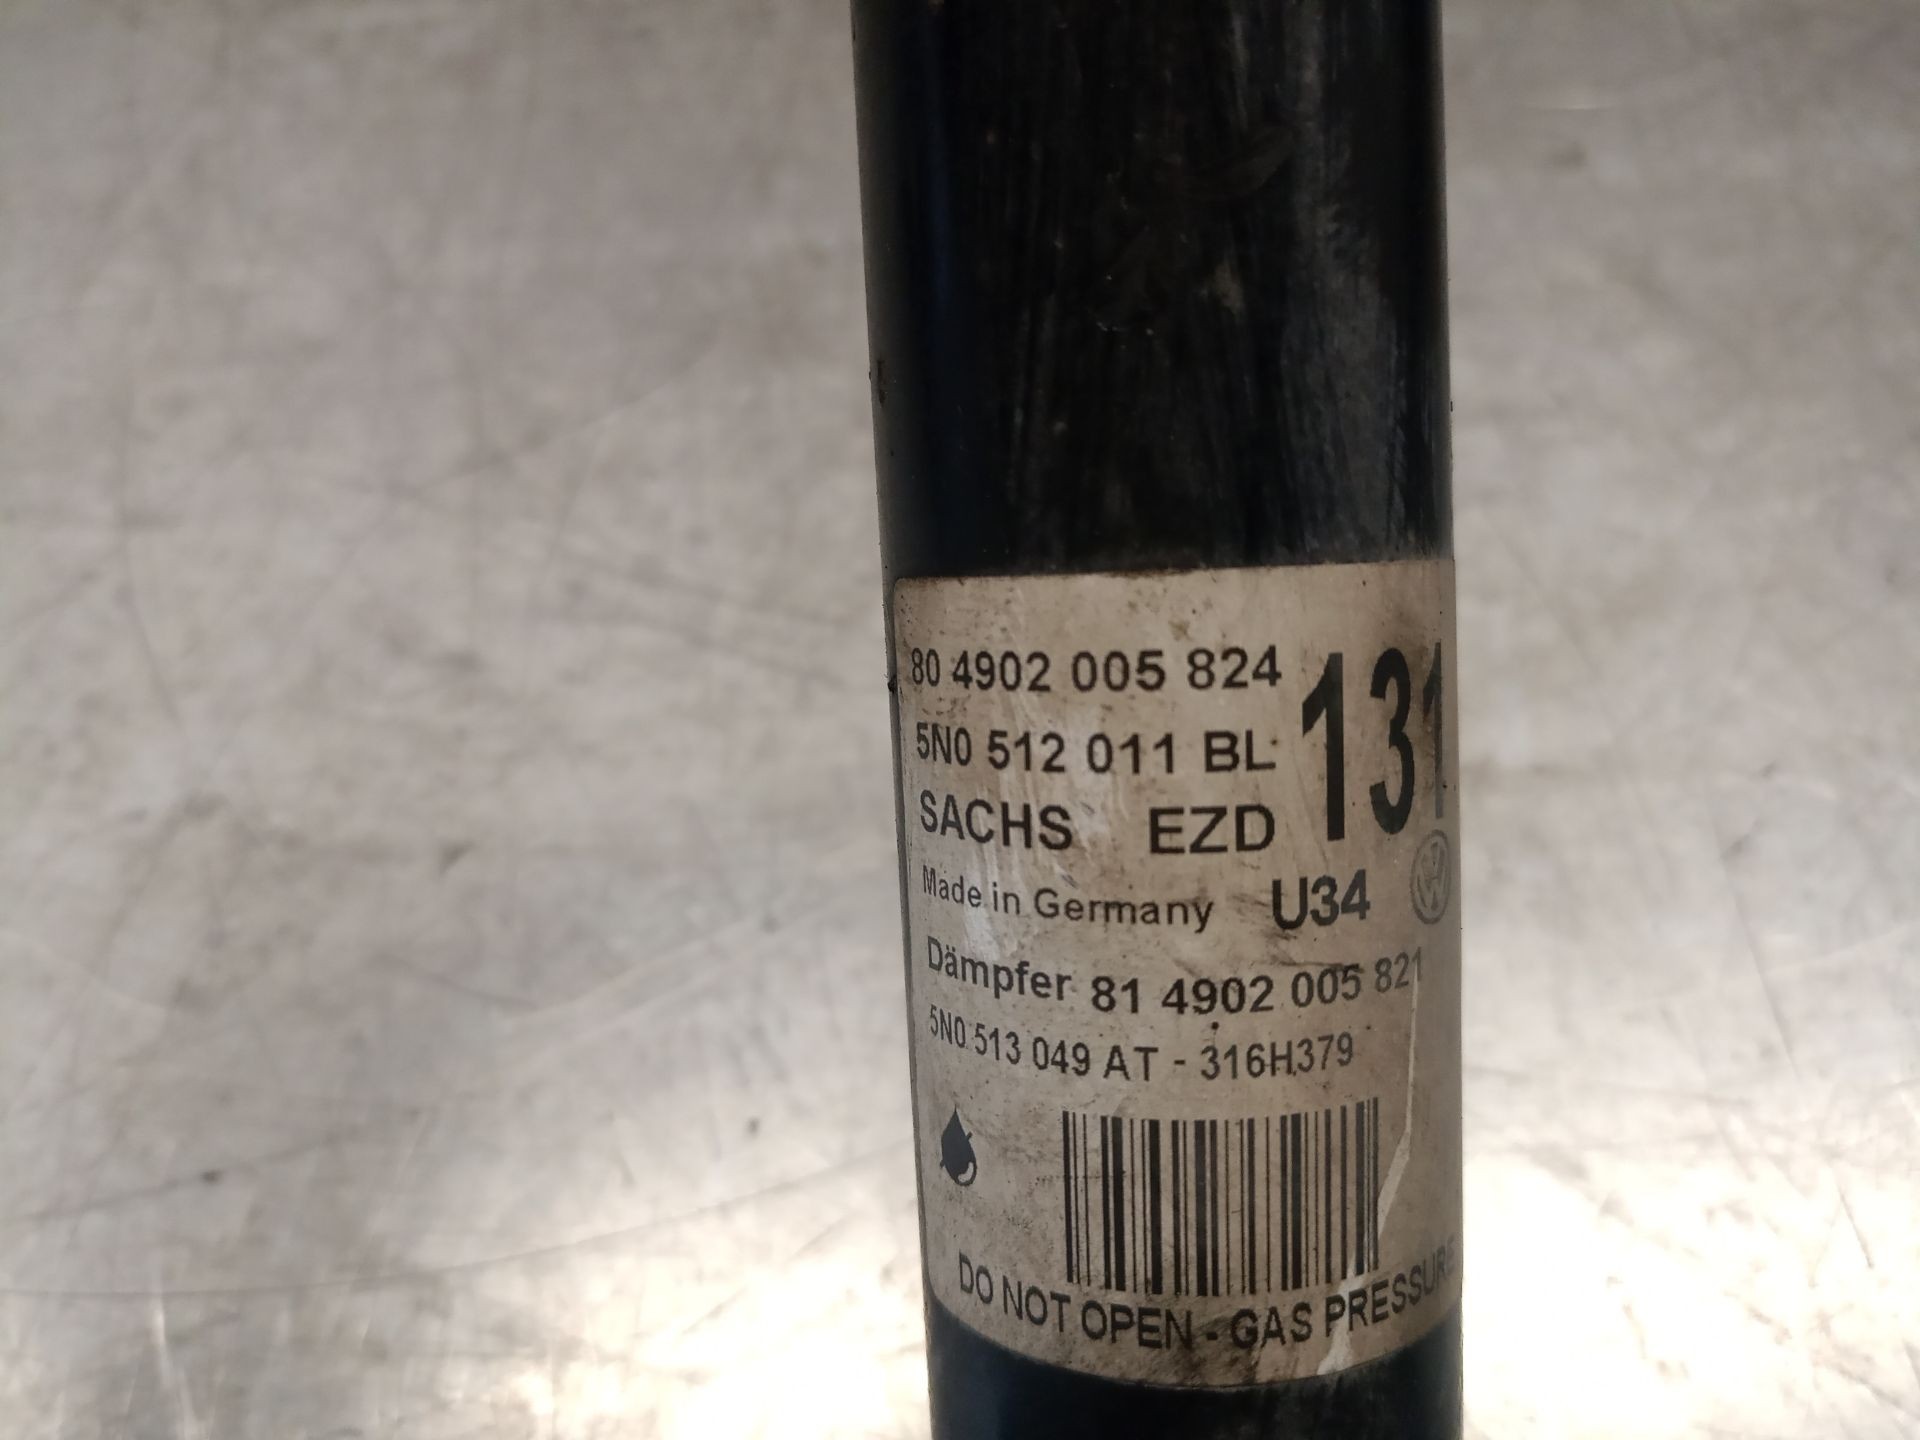 80 4902 005 824
5N0 512 011 BL 131
SACHS EZD
Made in Germany U34
Dämpfer 81 4902 005 821
5N0 513 049 AT - 316H379
DO NOT OPEN - GAS PRESSURE